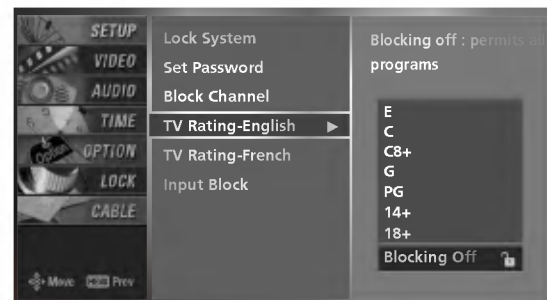 SETUP
VIDEO
AUDIO
TIME
OPTION
LOCK
CABLE
Move MENU Prev
Lock System
Set Password
Block Channel
TV Rating-English
TV Rating-French
Input Block
Blocking off : permits all
programs
E
C
C8+
G
PG
14+
18+
Blocking Off